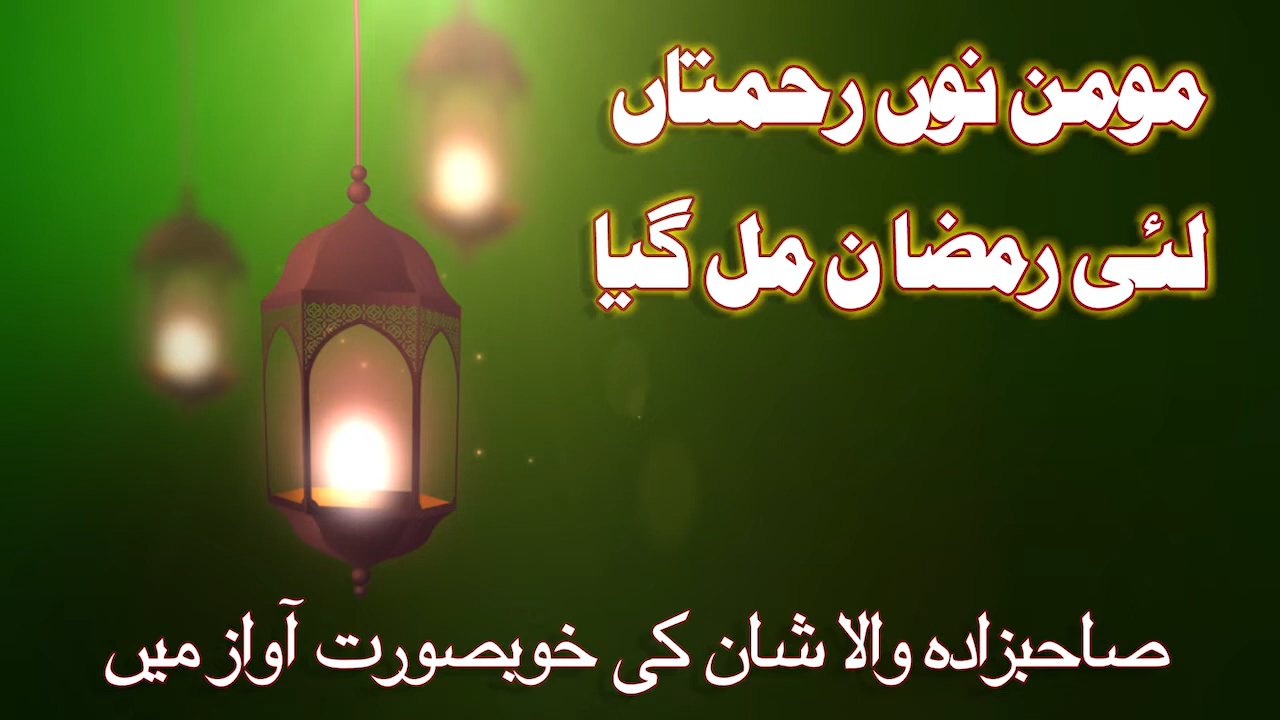 مومن نوں رحمتاں
لئی رمضان مل گیا
صاحبزادہ والا شان کی خوبصورت آواز میں